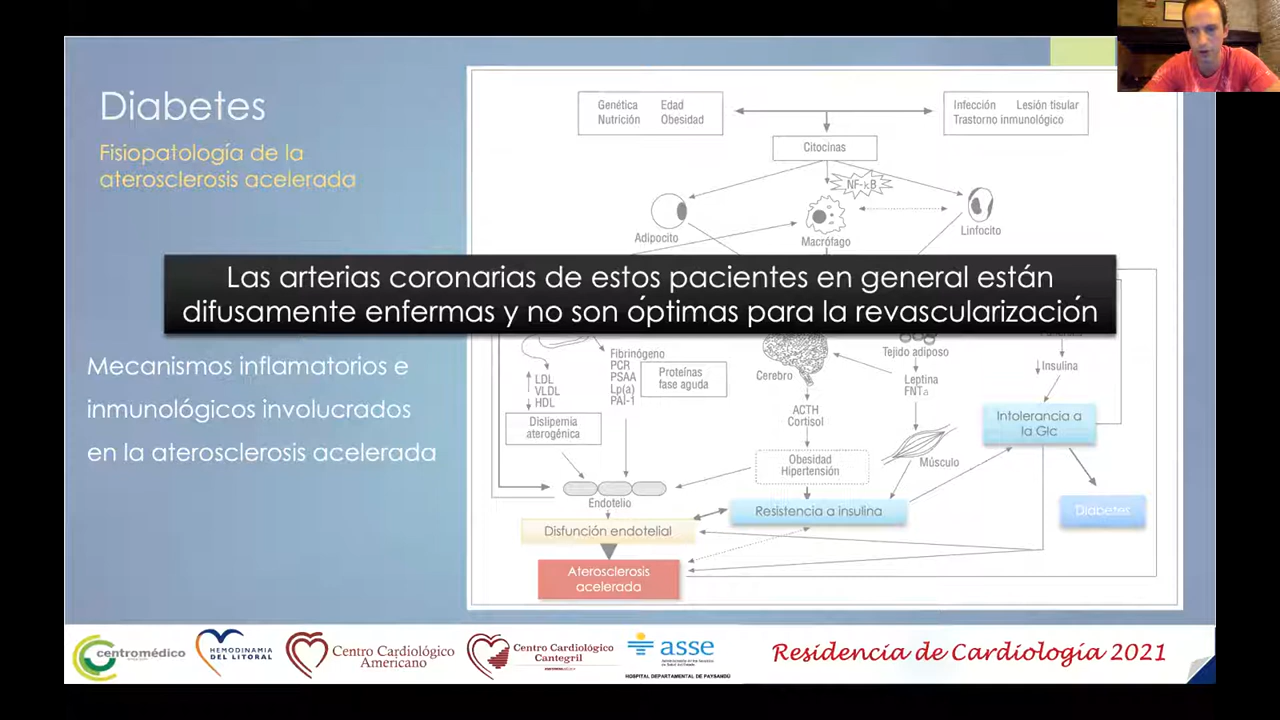 Diabetes
Fisiopatología de la
aterosclerosis acelerada
Mecanismos inflamatorios e
inmunológicos involucrados
en la aterosclerosis acelerada
Genética Edad
Nutrición Obesidad
Infección Lesión tisular
Trastorno inmunológico
Citocinas
NF-κB
Adipocito
Macrófago
Linfocito
Las arterias coronarias de estos pacientes en general están
difusamente enfermas y no son óptimas para la revascularización
LDL
VLDL
HDL
Fibrinógeno
PCR
PSAA
Lp(a)
PAI-1
Proteínas
fase aguda
Dislipemia
aterogénica
Cerebro
ACTH
Cortisol
Obesidad
Hipertensión
Tejido adiposo
Leptina
FNTa
Músculo
Insulina
Intolerancia a
la Glc
Diabetes
Endotelio
Resistencia a insulina
Disfunción endotelial
Aterosclerosis
acelerada
centromédico
HEMODINAMIA
DEL LITORAL
Centro Cardiológico
Americano
Centro Cardiológico
Cantegril
asse
HOSPITAL DEPARTAMENTAL DE PAYSANDÚ
Residencia de Cardiología 2021